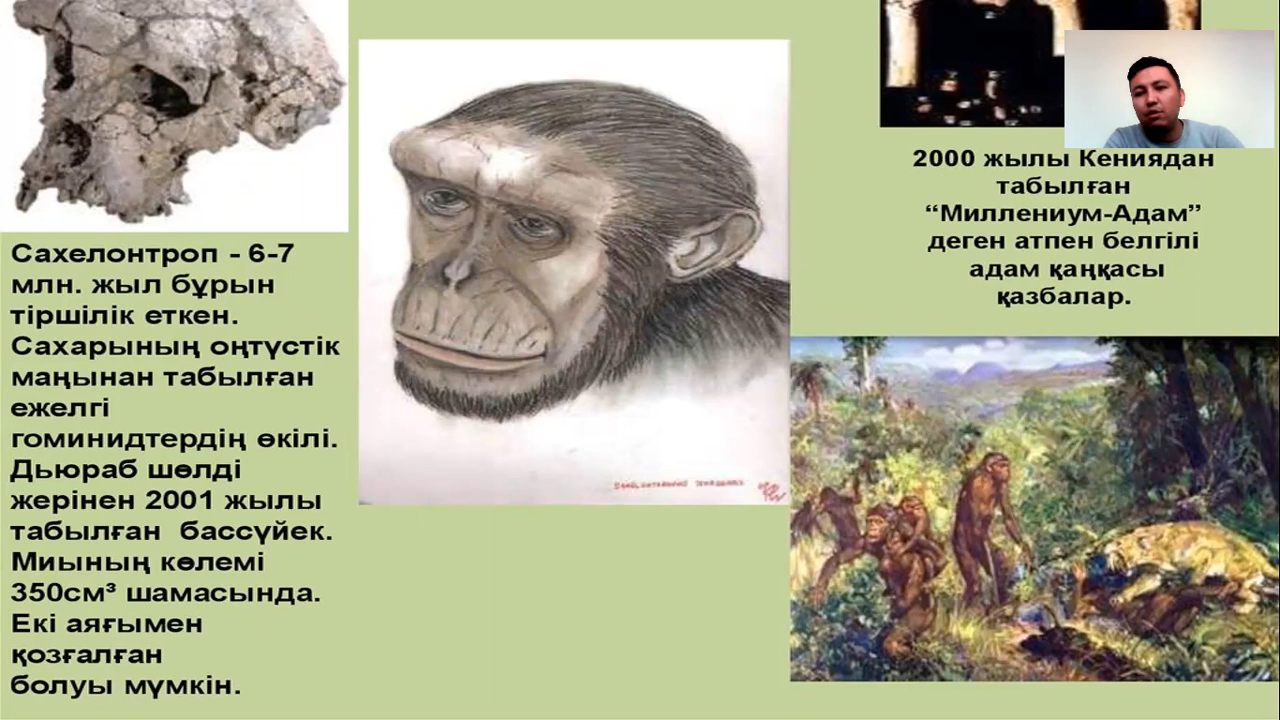 Сахелонтроп - 6-7
млн. жыл бұрын
тіршілік еткен.
Сахарының оңтүстік
маңынан табылған
ежелгі
гоминидтердің өкілі.
Дьюраб шөлді
жерінен 2001 жылы
табылған бассүйек.
Миының көлемі
350см³ шамасында.
Екі аяғымен
қозғалған
болуы мүмкін.
2000 жылы Кениядан
табылған
“Миллениум-Адам”
деген атпен белгілі
адам қаңқасы
қазбалар.